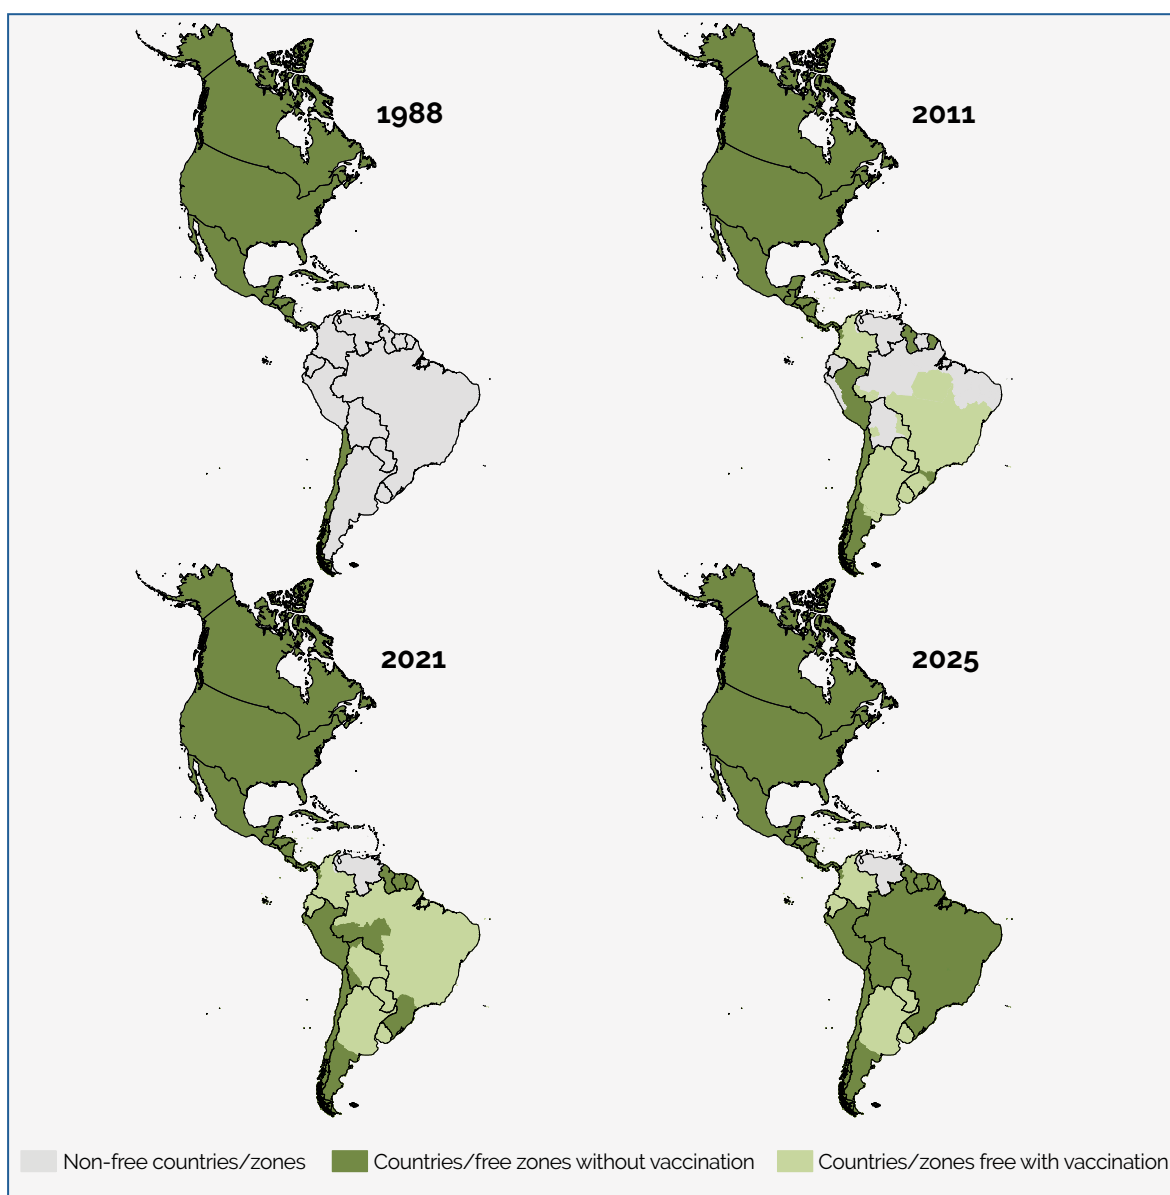 1988
2011
2021
2025
Non-free countries/zones
Countries/free zones without vaccination
Countries/zones free with vaccination